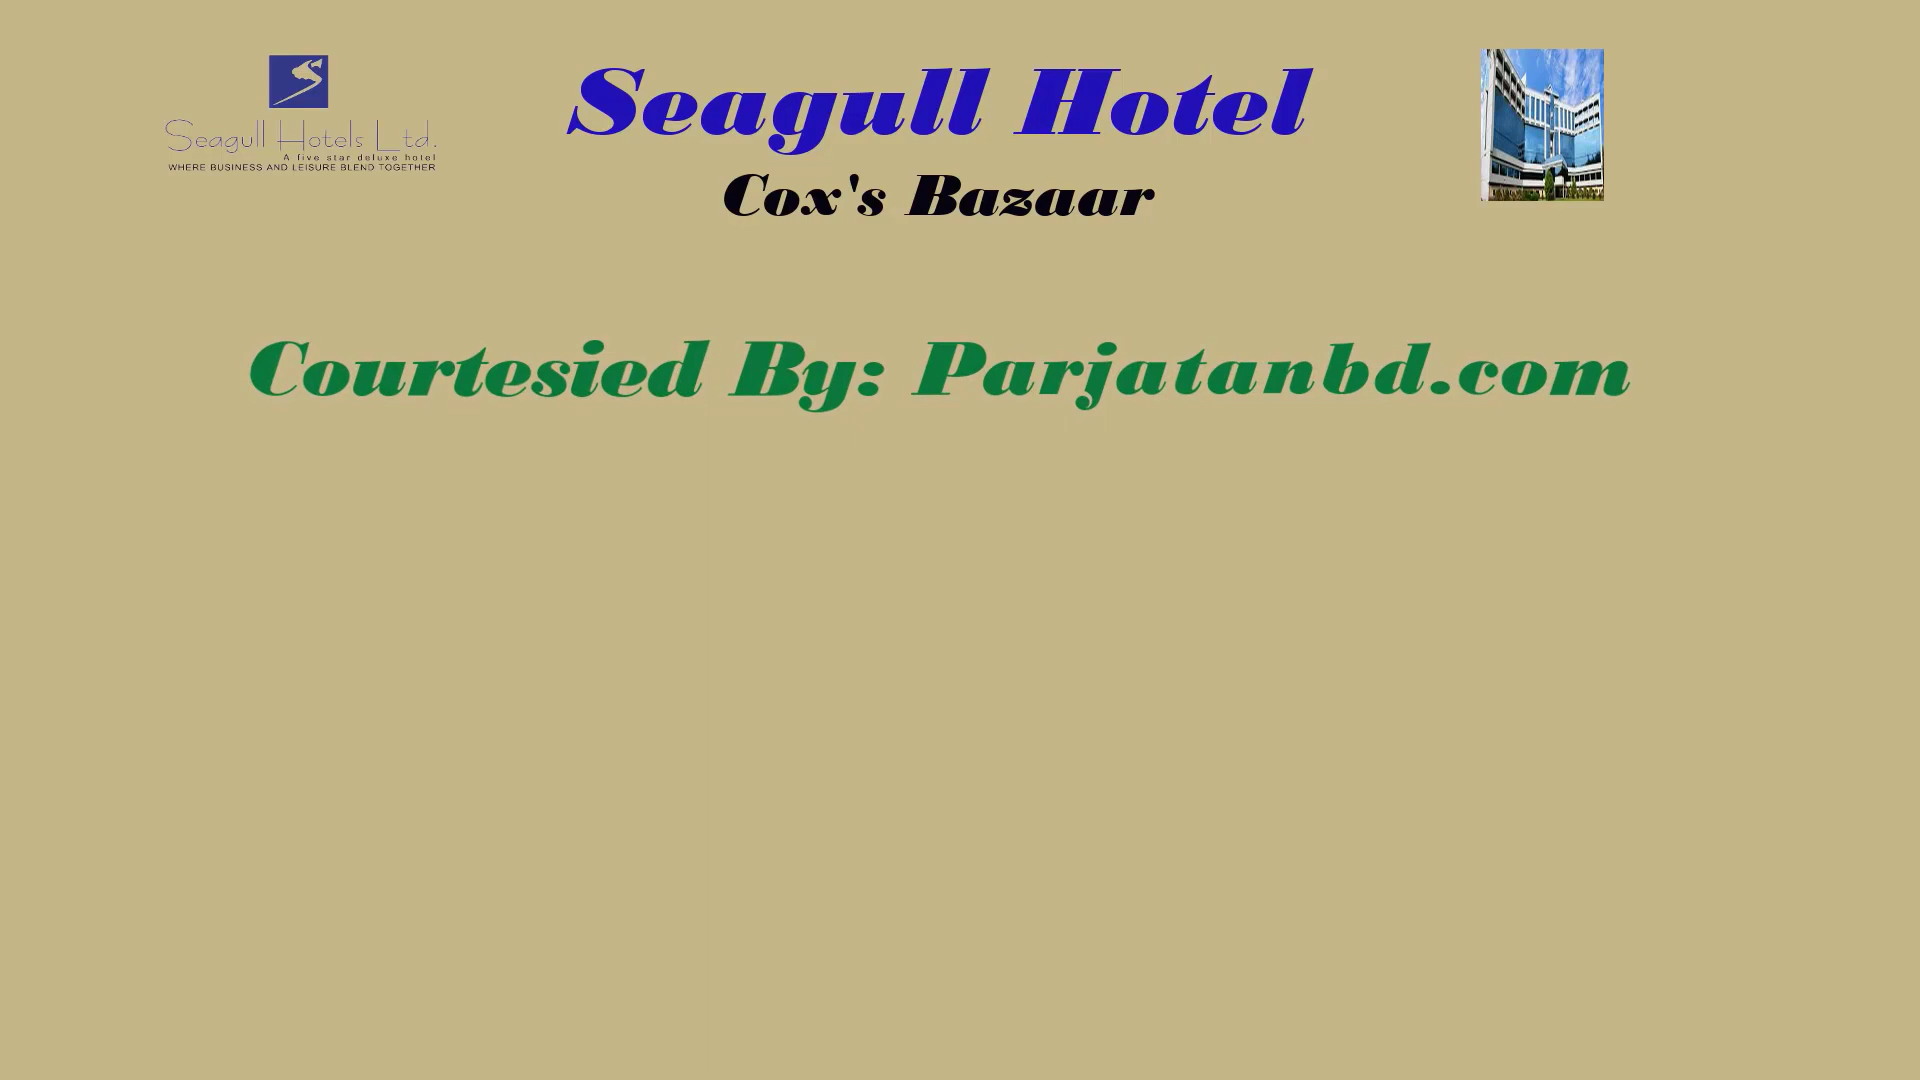 Seagull Hotels Ltd.
A five star deluxe hotel
WHERE BUSINESS AND LEISURE BLEND TOGETHER
Seagull Hotel
Cox's Bazaar
Courtesied By: Parjatanbd.com